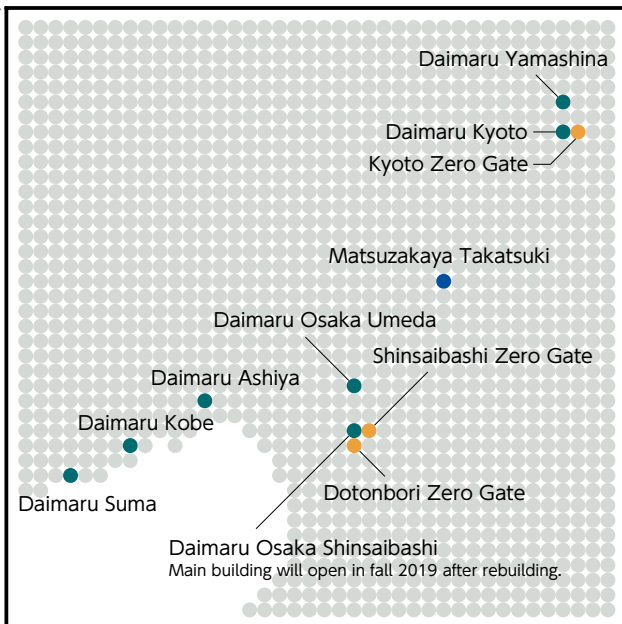 Daimaru Yamashina
Daimaru Kyoto
Kyoto Zero Gate
Matsuzakaya Takatsuki
Daimaru Osaka Umeda
Shinsaibashi Zero Gate
Daimaru Ashiya
Daimaru Kobe
Dotonbori Zero Gate
Daimaru Suma
Daimaru Osaka Shinsaibashi
Main building will open in fall 2019 after rebuilding.